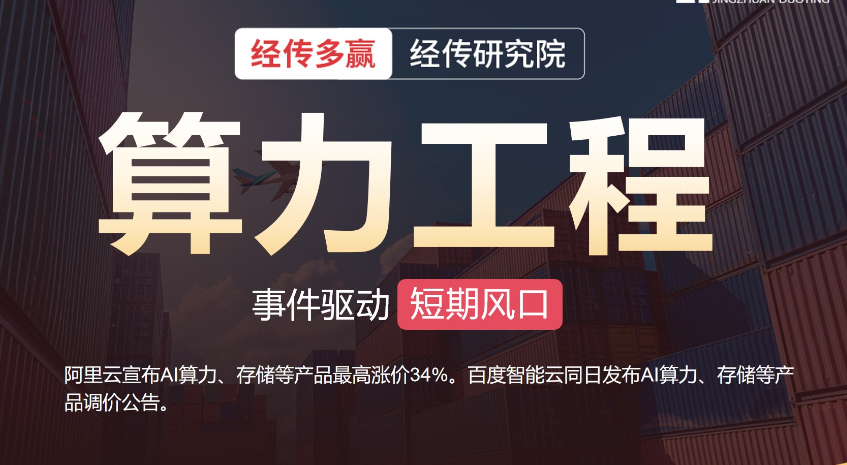 JINGZHUAN DUOYING
经传多赢 经传研究院
算力工程
事件驱动 短期风口
阿里云宣布AI算力、存储等产品最高涨价34%。百度智能云同日发布AI算力、存储等产
品调价公告。